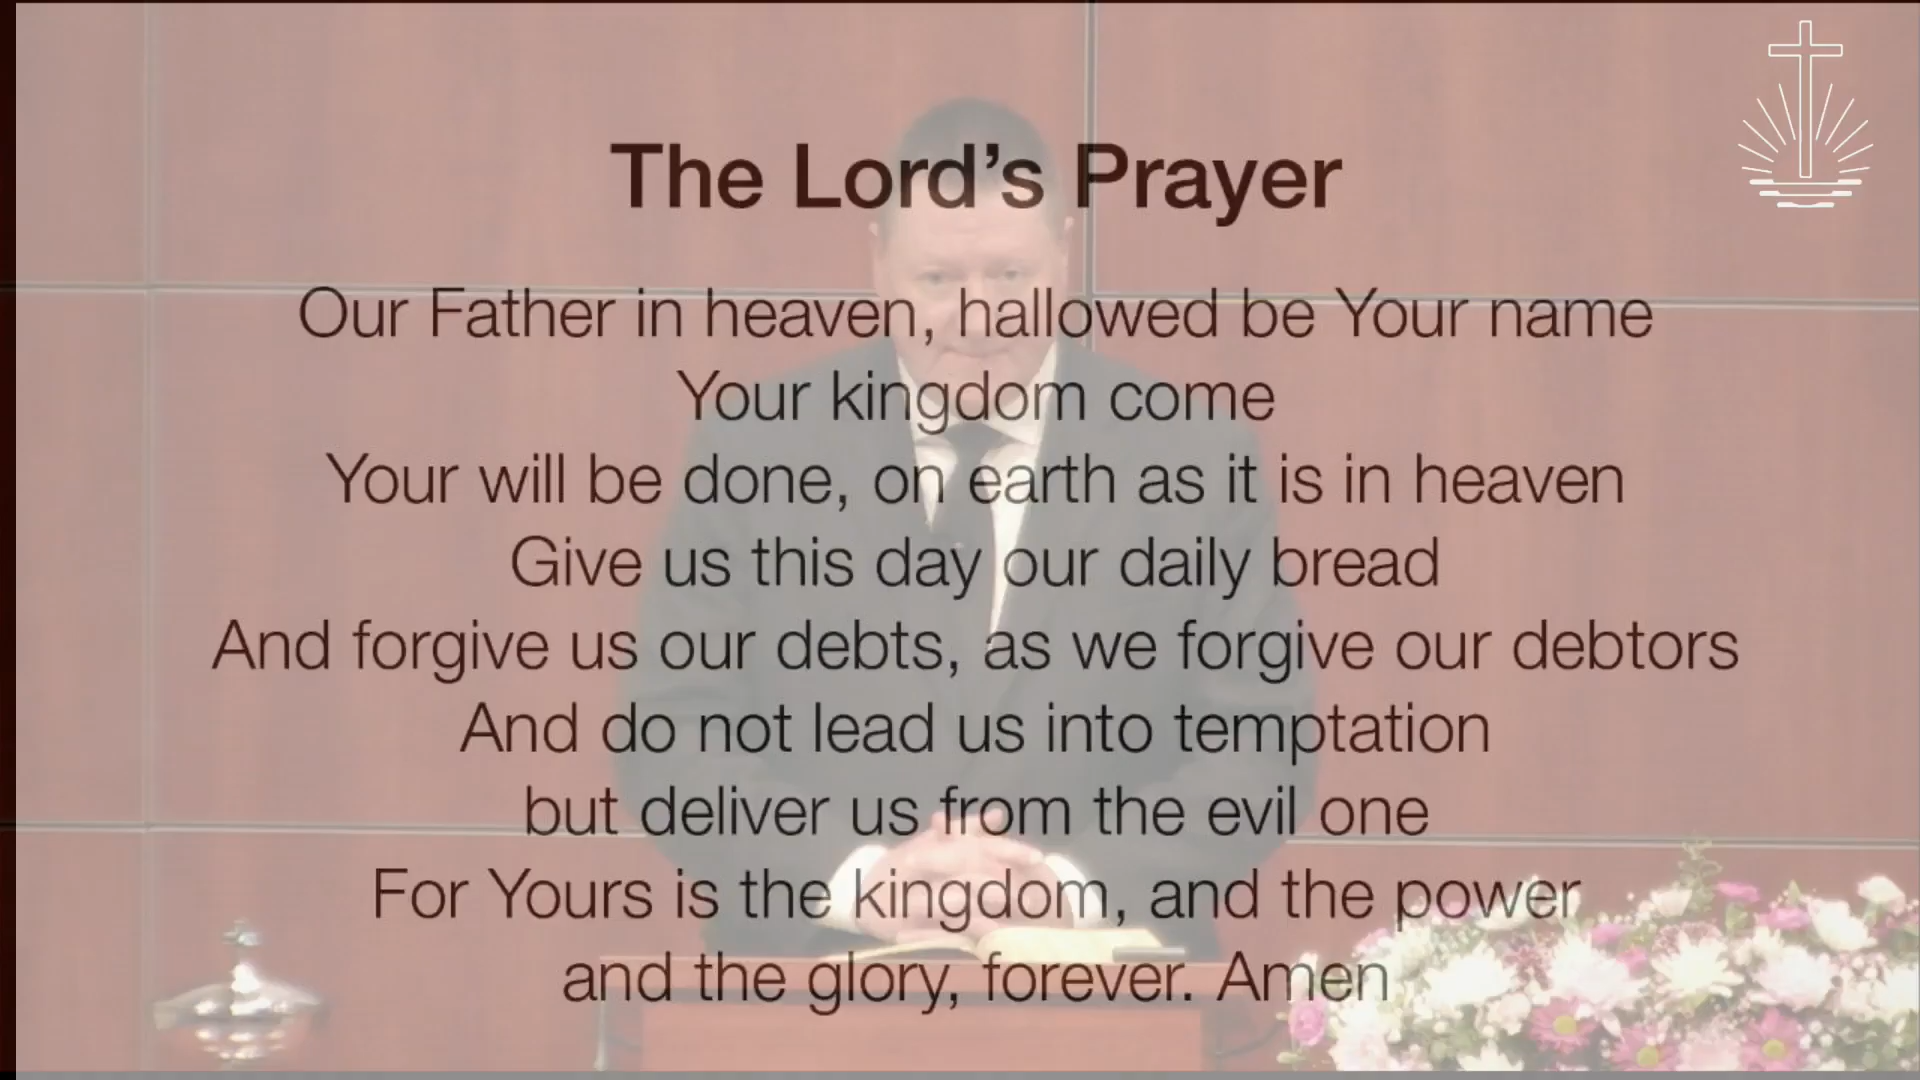 The Lord’s Prayer
Our Father in heaven, hallowed be Your name
Your kingdom come
Your will be done, on earth as it is in heaven
Give us this day our daily bread
And forgive us our debts, as we forgive our debtors
And do not lead us into temptation
but deliver us from the evil one
For Yours is the kingdom, and the power
and the glory, forever. Amen